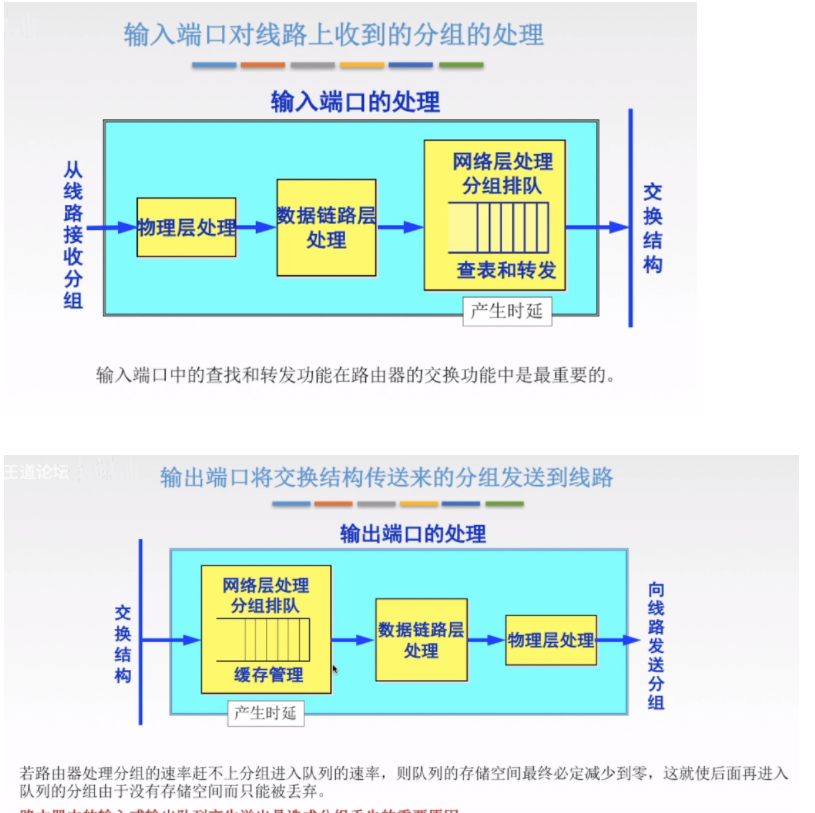 输入端口对线路上收到的分组的处理
输入端口的处理
从线路接收分组
物理层处理
数据链路层
处理
网络层处理
分组排队
查表和转发
产生时延
交换结构
输入端口中的查找和转发功能在路由器的交换功能中是最重要的。
王道论坛
输出端口将交换结构传送来的分组发送到线路
输出端口的处理
交换结构
网络层处理
分组排队
缓存管理
产生时延
数据链路层
处理
物理层处理
向线路发送分组
若路由器处理分组的速率赶不上分组进入队列的速率，则队列的存储空间最终必定减少到零，这就使后面再进入
队列的分组由于没有存储空间而只能被丢弃。